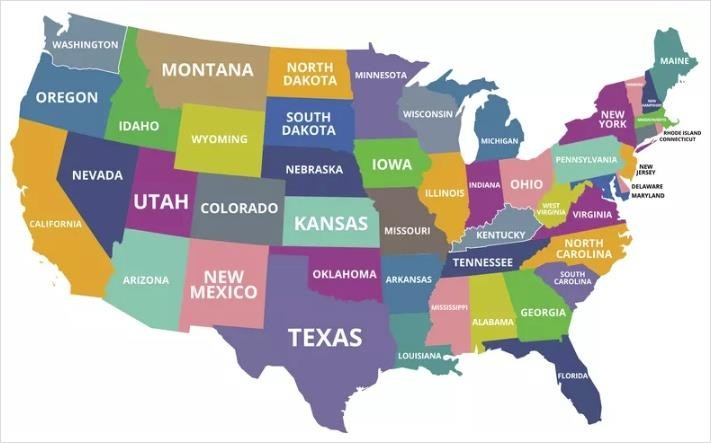 WASHINGTON
MONTANA
NORTH
DAKOTA
MINNESOTA
MAINE
OREGON
IDAHO
WYOMING
SOUTH
DAKOTA
WISCONSIN
MICHIGAN
NEW
YORK
RHODE ISLAND
CONNECTICUT
NEVADA
UTAH
COLORADO
NEBRASKA
IOWA
ILLINOIS
INDIANA
OHIO
PENNSYLVANIA
NEW
JERSEY
DELAWARE
MARYLAND
CALIFORNIA
KANSAS
MISSOURI
KENTUCKY
WEST
VIRGINIA
VIRGINIA
ARIZONA
NEW
MEXICO
OKLAHOMA
ARKANSAS
TENNESSEE
NORTH
CAROLINA
SOUTH
CAROLINA
TEXAS
LOUISIANA
MISSISSIPPI
ALABAMA
GEORGIA
FLORIDA